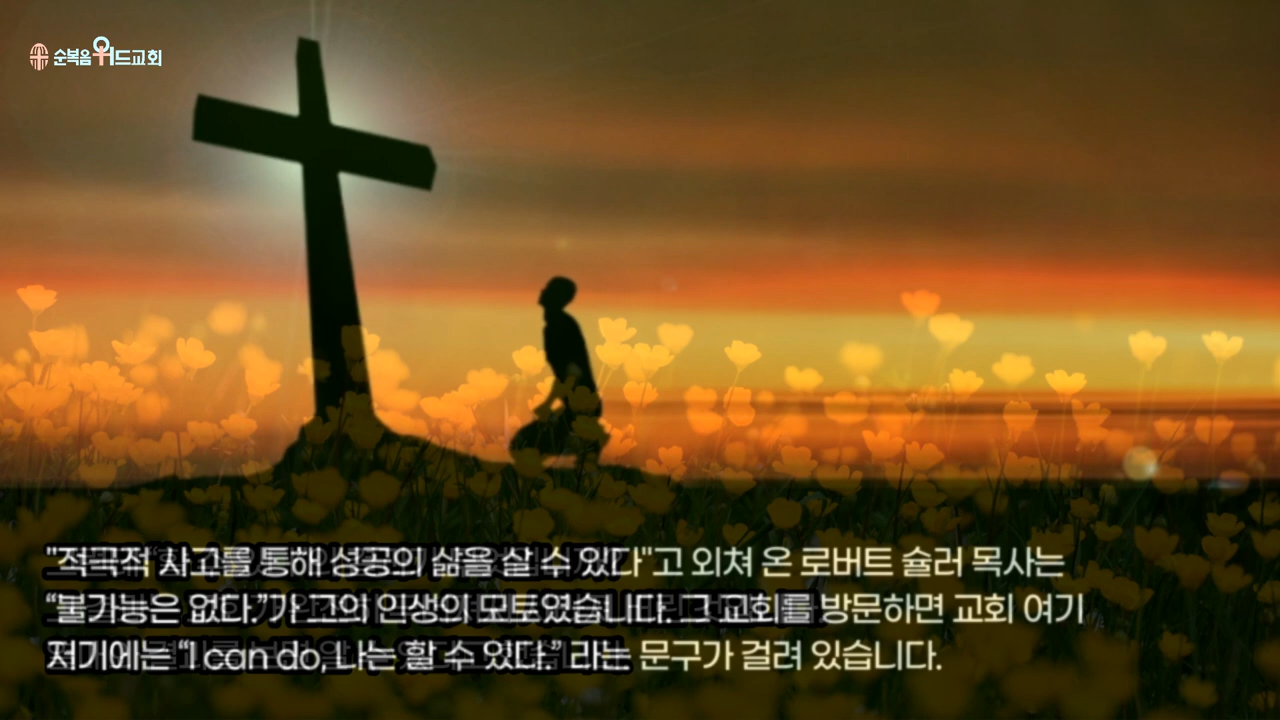 순복음위드교회
"적극적 사고를 통해 성공의 삶을 살 수 있다"고 외쳐 온 로버트 슐러 목사는
“불가능은 없다.”가 고의 인생의 모토였습니다. 그 교회를 방문하면 교회 여기
저기에는 “I can do, 나는 할 수 있다.” 라는 문구가 걸려 있습니다.